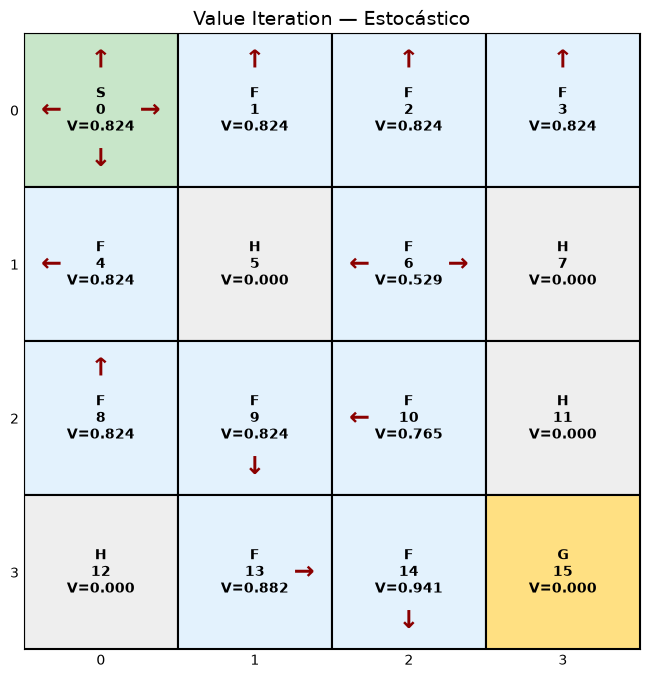 Value Iteration — Estocástico
↑ ↑ ↑ ↑
S F F F
← 0 → 1 2 3
V=0.824 V=0.824 V=0.824 V=0.824
↓
0
F H F H
← 4 5 ← 6 → 7
V=0.824 V=0.000 V=0.529 V=0.000
1
↑
F F F H
8 9 ← 10 11
V=0.824 V=0.824 V=0.765 V=0.000
↓
2
H F F G
12 13 → 14 15
V=0.000 V=0.882 V=0.941 V=0.000
↓
3
0 1 2 3